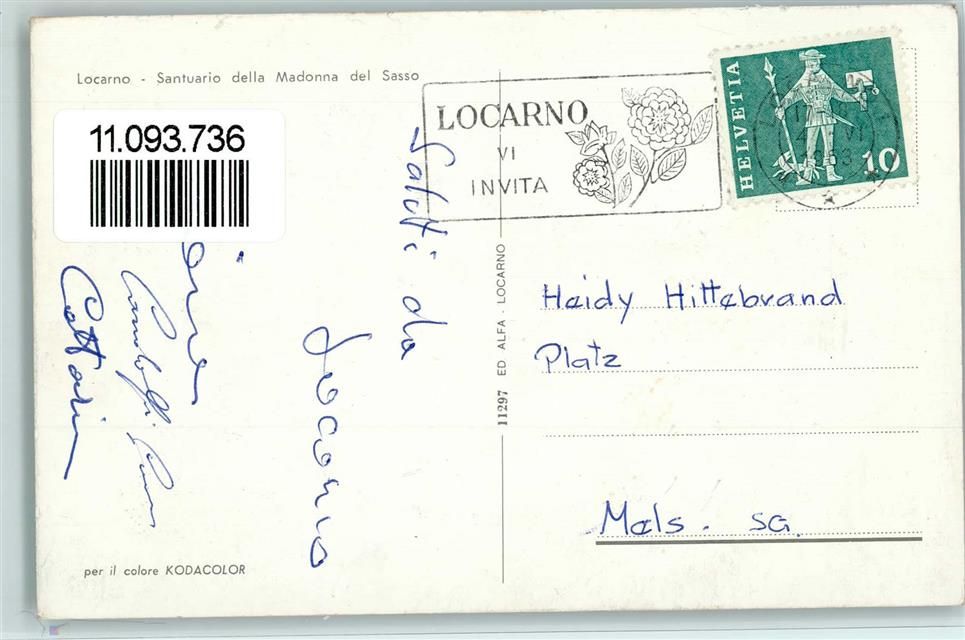 Locarno - Santuario della Madonna del Sasso
11.093.736
LOCARNO
VI
INVITA
HELVETIA
10
Saluti da
Locarno
Heidy Hittebrand
Platz
Mels. SG.
11297 ED. ALFA - LOCARNO
per il colore KODACOLOR